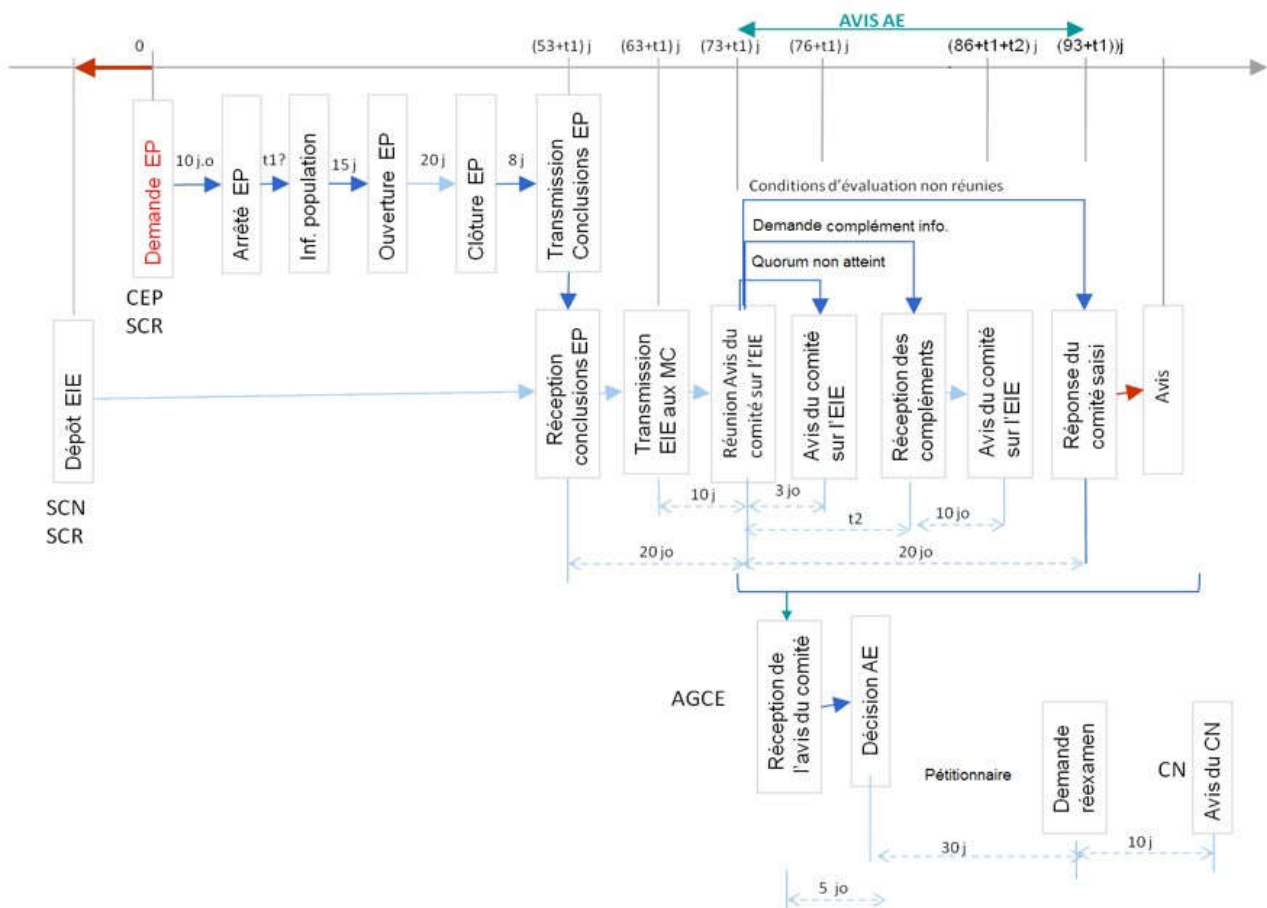 AVIS AE
0
(53+t1) j
(63+t1) j
(73+t1) j
(76+t1) j
(86+t1+t2) j
(93+t1))j
Demande EP
10 j.o
Arrêté EP
t1?
Inf. population
15 j
Ouverture EP
20 j
Clôture EP
8 j
Transmission
Conclusions EP
Conditions d'évaluation non réunies
Demande complément info.
Quorum non atteint
CEP
SCR
Dépôt EIE
SCN
SCR
Réception
conclusions EP
Transmission
EIE aux MC
Réunion Avis du
comité sur l'EIE
Avis du comité
sur l'EIE
Réception des
compléments
Avis du comité
sur l'EIE
Réponse du
comité saisi
Avis
10 j
3 jo
t2
10 jo
20 jo
20 jo
AGCE
Réception de
l'avis du comité
Décision AE
Pétitionnaire
Demande
réexamen
CN
Avis du CN
30 j
10 j
5 jo